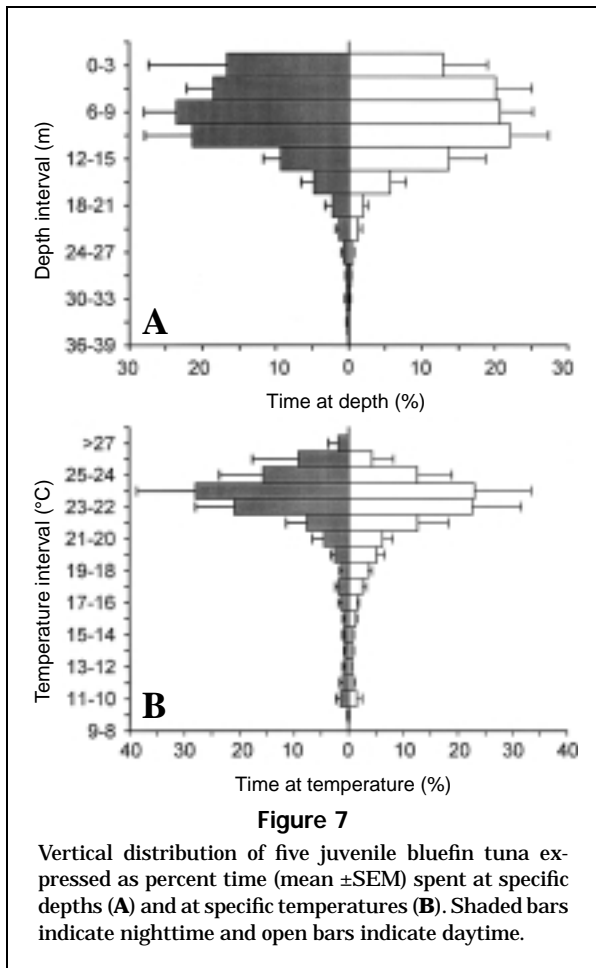 0-3
6-9
12-15
18-21
24-27
30-33
36-39
Depth interval (m)
A
30 20 10 0 10 20 30
Time at depth (%)
>27
25-24
23-22
21-20
19-18
17-16
15-14
13-12
11-10
9-8
Temperature interval (°C)
B
40 30 20 10 0 10 20 30 40
Time at temperature (%)
Figure 7
Vertical distribution of five juvenile bluefin tuna ex-
pressed as percent time (mean ±SEM) spent at specific
depths (A) and at specific temperatures (B). Shaded bars
indicate nighttime and open bars indicate daytime.